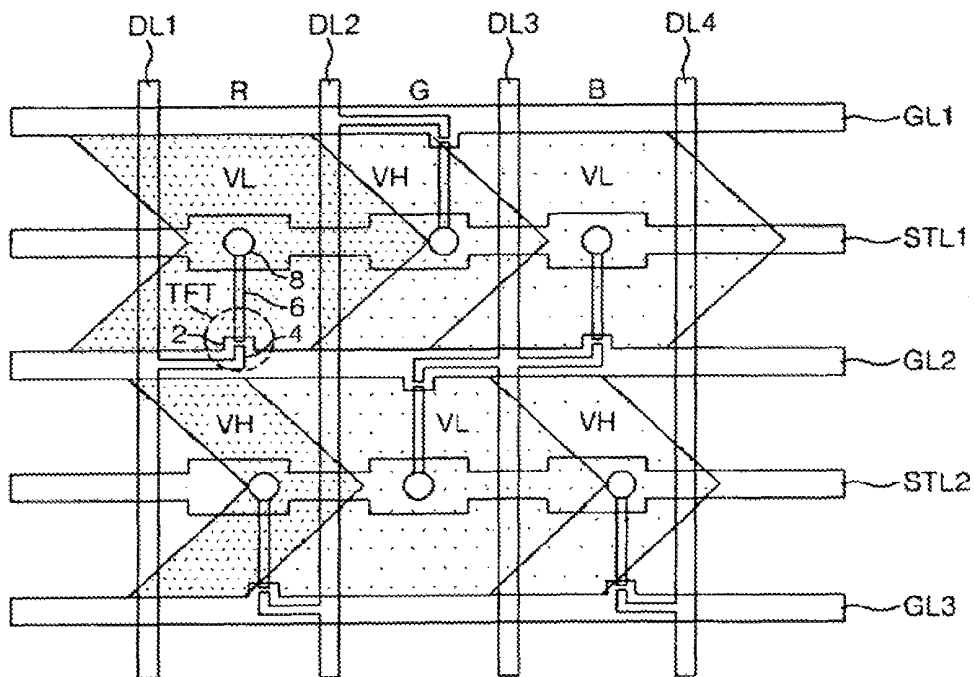 DL1 DL2 DL3 DL4
R G B
GL1
VL VH VL
STL1
8
TFT 6
2 4
GL2
VH VL VH
STL2
GL3